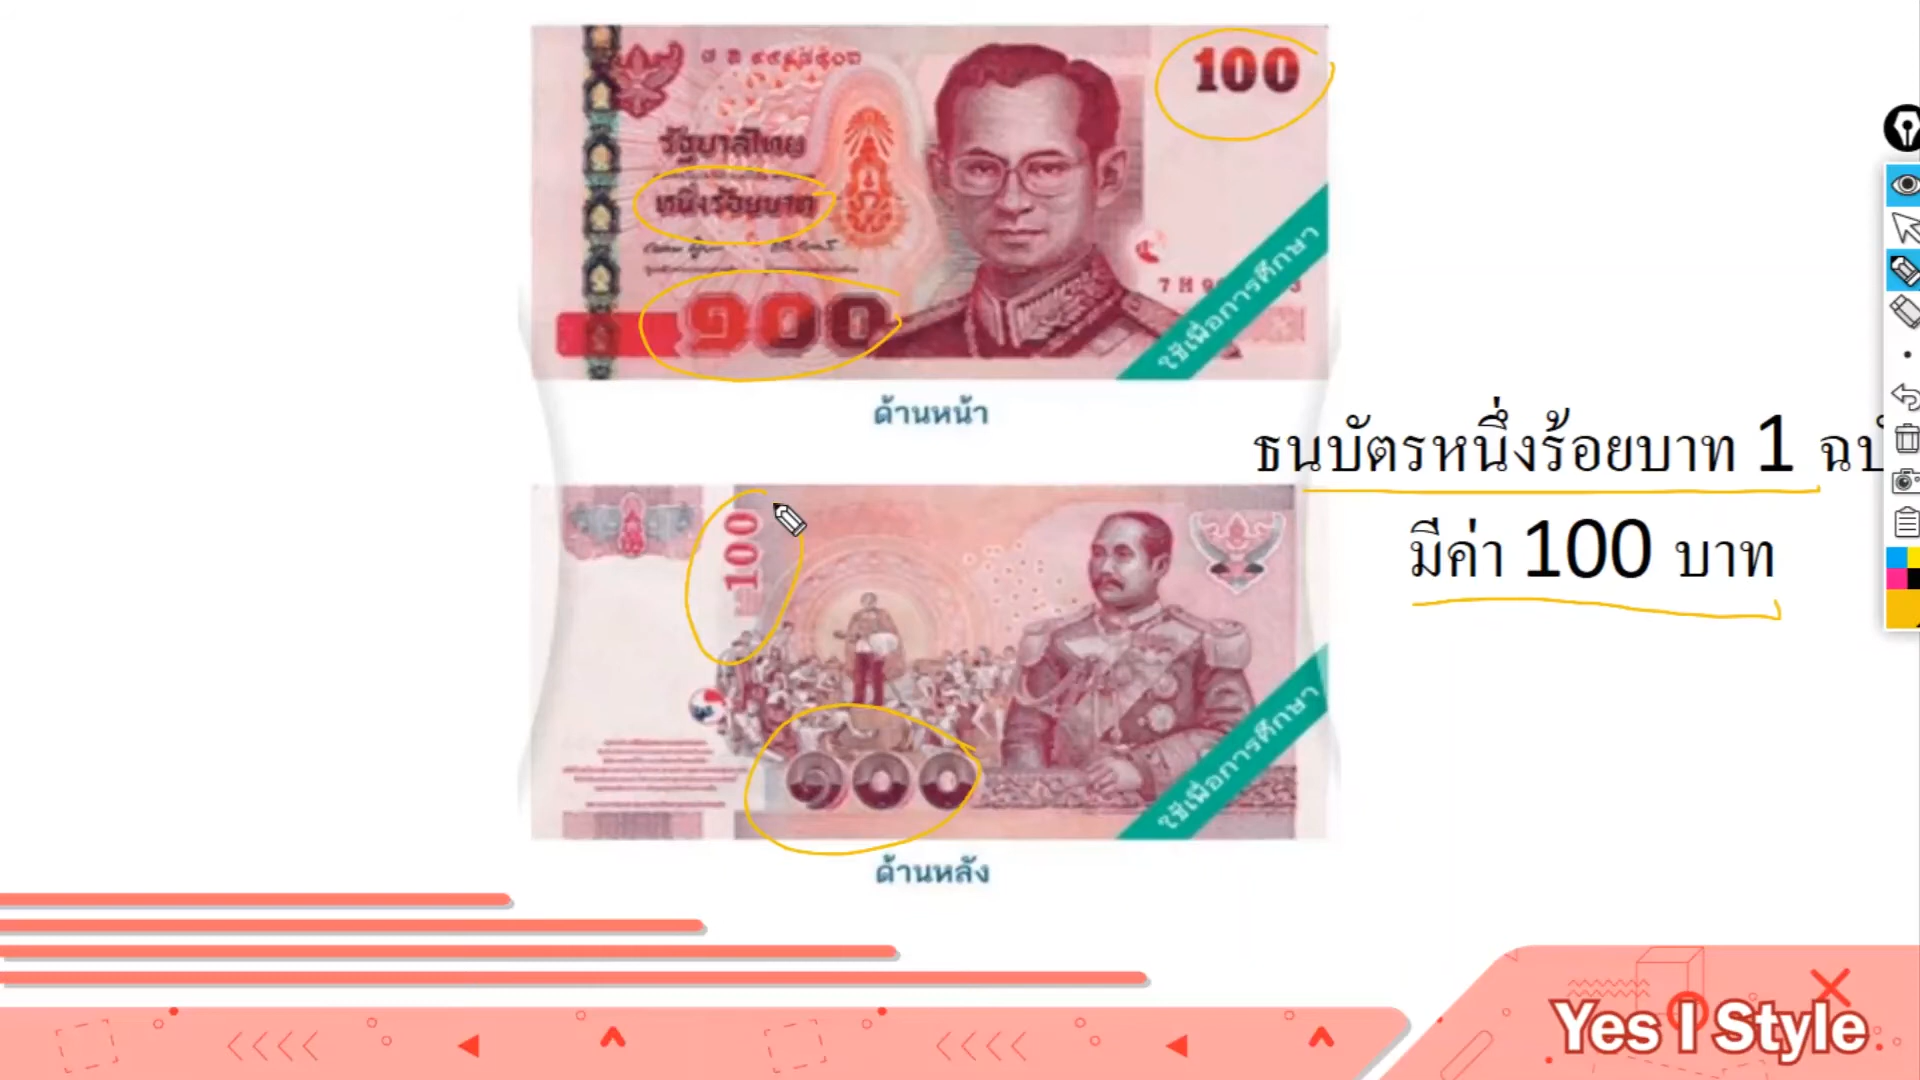 100
รัฐบาลไทย
หนึ่งร้อยบาท
๑๐๐
ใช้เพื่อการศึกษา
ด้านหน้า
ธนบัตรหนึ่งร้อยบาท 1
มีค่า 100 บาท
100
๑๐๐
ใช้เพื่อการศึกษา
ด้านหลัง
Yes I Style